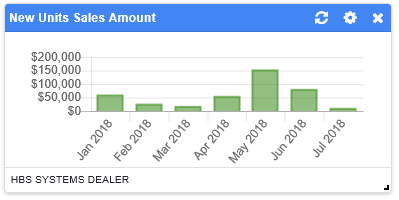 New Units Sales Amount
$200,000
$150,000
$100,000
$50,000
$0
Jan 2018
Feb 2018
Mar 2018
Apr 2018
May 2018
Jun 2018
Jul 2018
HBS SYSTEMS DEALER